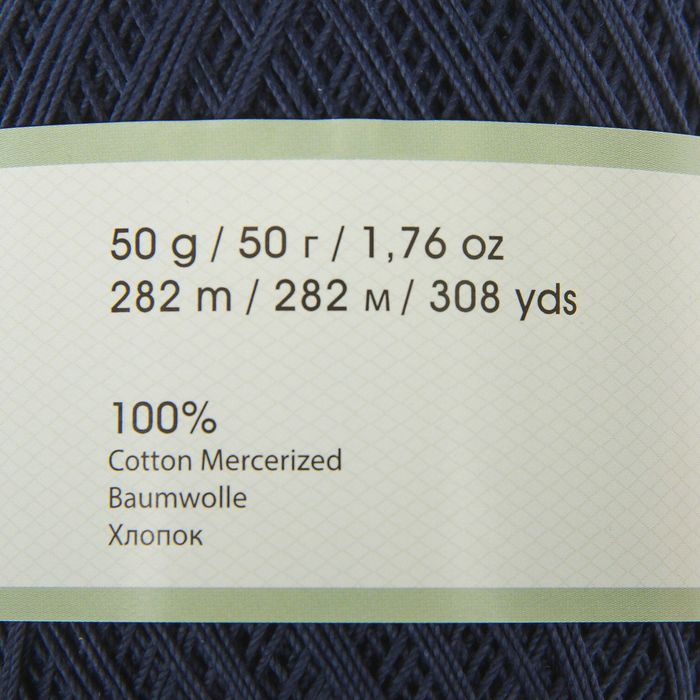 50 g / 50 г / 1,76 oz
282 m / 282 м / 308 yds
100%
Cotton Mercerized
Baumwolle
Хлопок